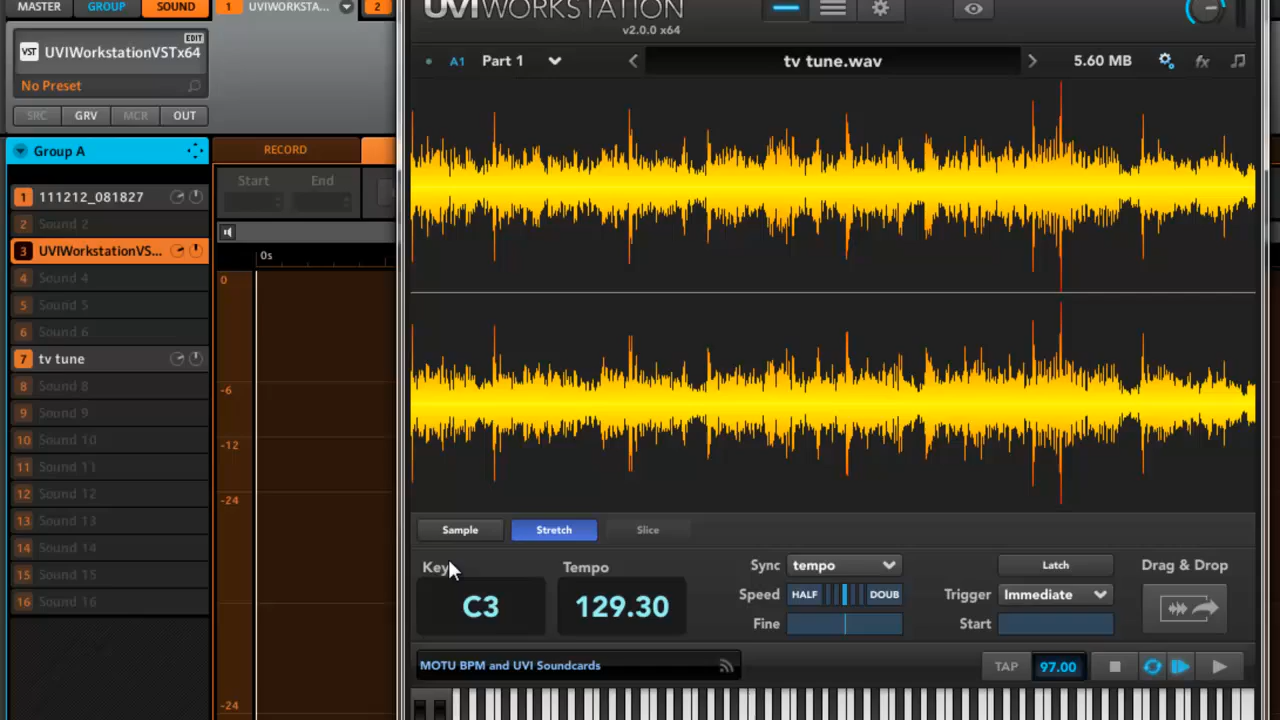 MASTER GROUP SOUND 1 UVIWORKSTA... 2
VST UVIWorkstationVSTx64 EDIT
No Preset
SRC GRV MCR OUT
Group A
1 111212_081827
2 Sound 2
3 UVIWorkstationVS...
4 Sound 4
5 Sound 5
6 Sound 6
7 tv tune
8 Sound 8
9 Sound 9
10 Sound 10
11 Sound 11
12 Sound 12
13 Sound 13
14 Sound 14
15 Sound 15
16 Sound 16
RECORD
Start End
0s
0
-6
-12
-24
-24
UVIWORKSTATION
v2.0.0 x64
A1 Part 1 tv tune.wav 5.60 MB fx
Sample Stretch Slice
Key Tempo
C3 129.30
Sync tempo
Speed HALF DOUB
Fine
Latch
Trigger Immediate
Start
Drag & Drop
MOTU BPM and UVI Soundcards
TAP 97.00